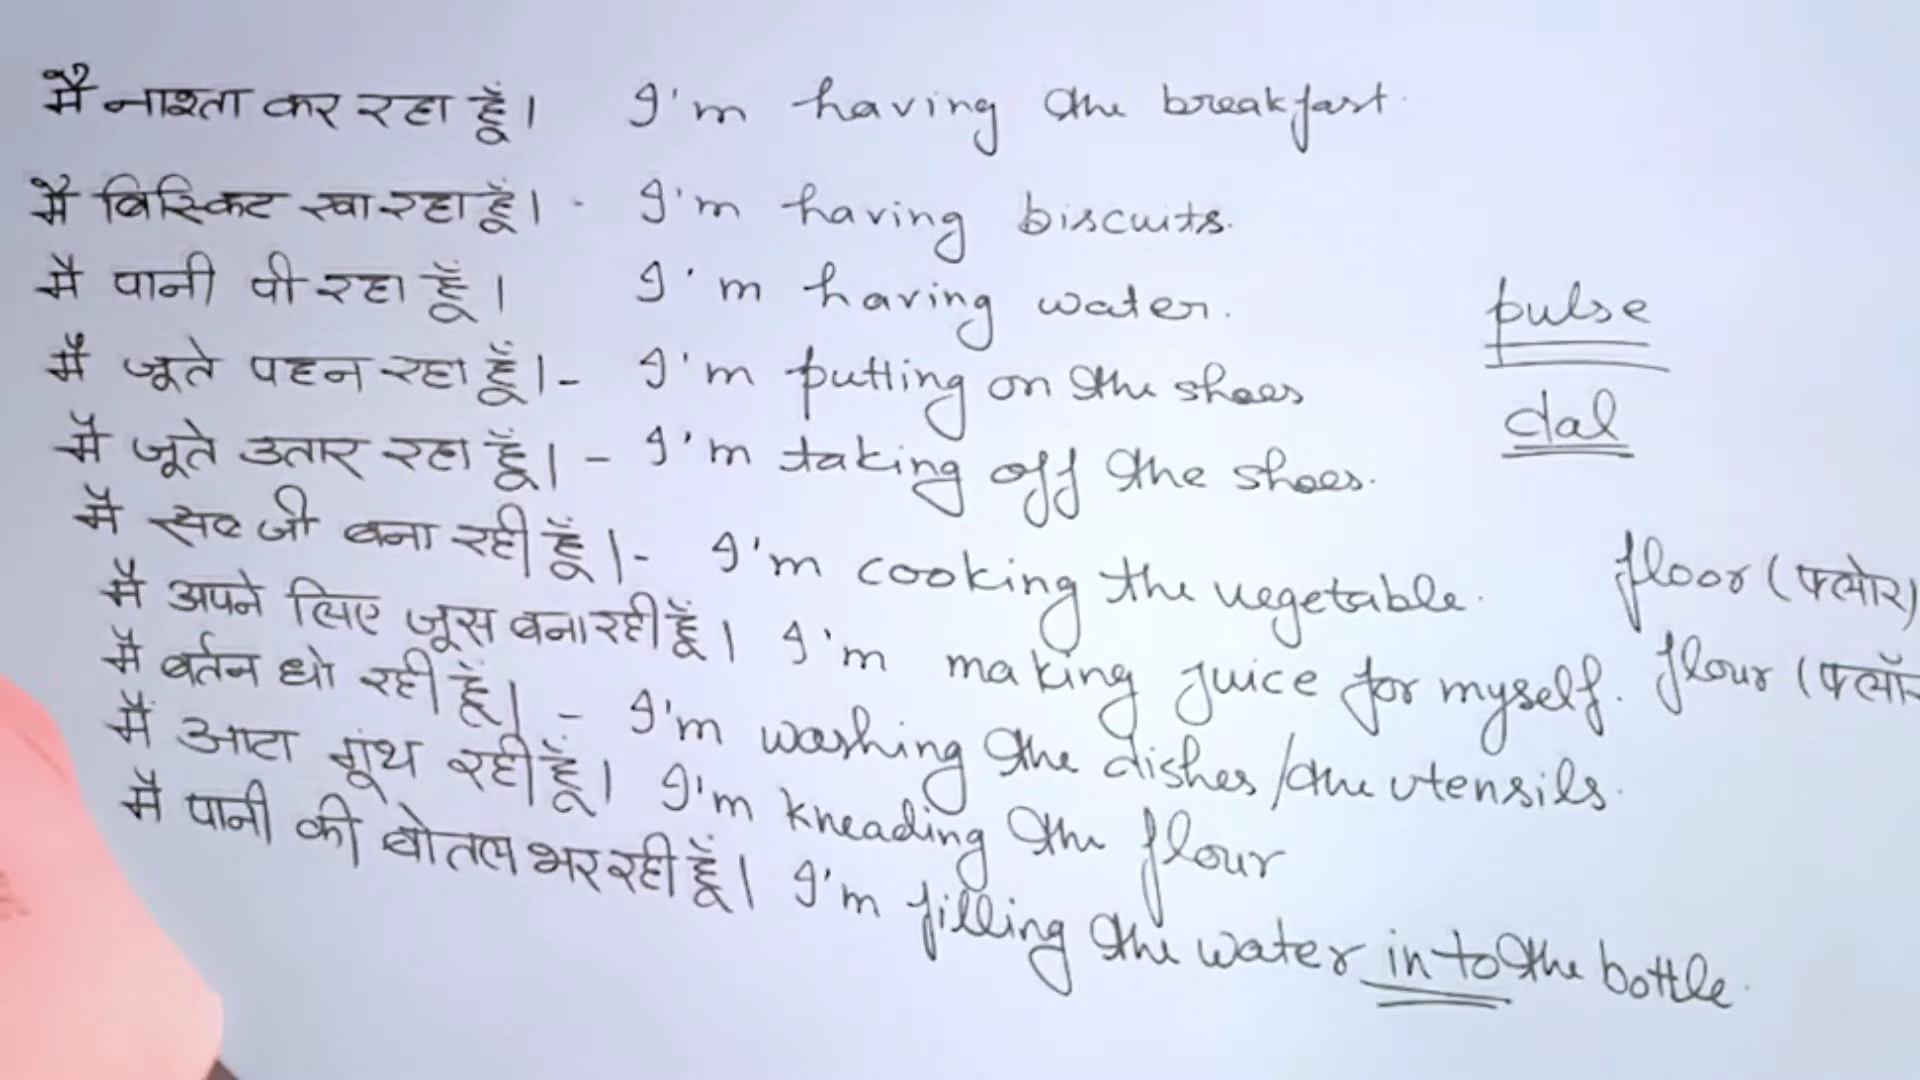 मैं नाश्ता कर रहा हूँ। I'm having the breakfast.
मैं बिस्किट खा रहा हूँ। - I'm having biscuits.
मैं पानी पी रहा हूँ। I'm having water.
pulse
मैं जूते पहन रहा हूँ। - I'm putting on the shoes
dal
मैं जूते उतार रहा हूँ। - I'm taking off the shoes.
मैं सब्जी बना रही हूँ। - I'm cooking the vegetable.
floor (फ्लोर)
मैं अपने लिए जूस बना रही हूँ। I'm making juice for myself.
flour
मैं बर्तन धो रही हूँ। - I'm washing the dishes/the utensils.
मैं आटा गूंथ रही हूँ। I'm kneading the flour
मैं पानी की बोतल भर रही हूँ। I'm filling the water into the bottle.